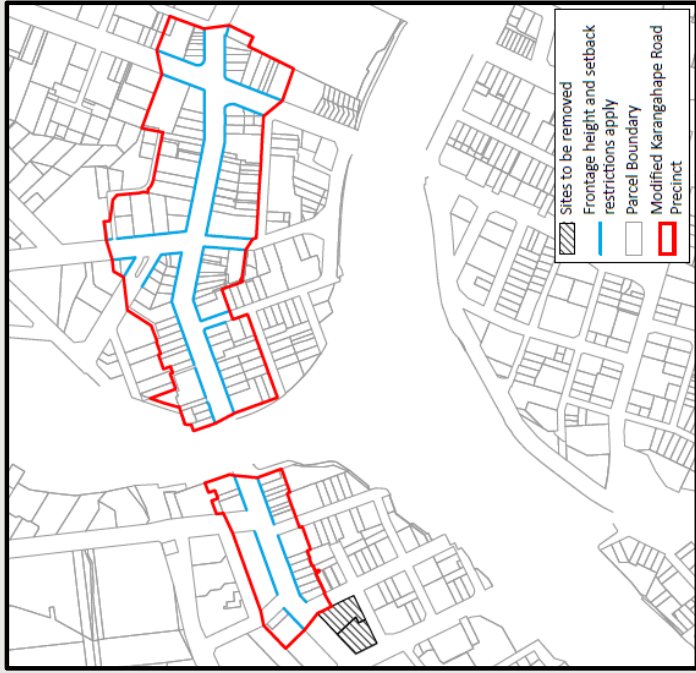 Sites to be removed
Frontage height and setback
restrictions apply
Parcel Boundary
Modified Karangahape Road
Precinct